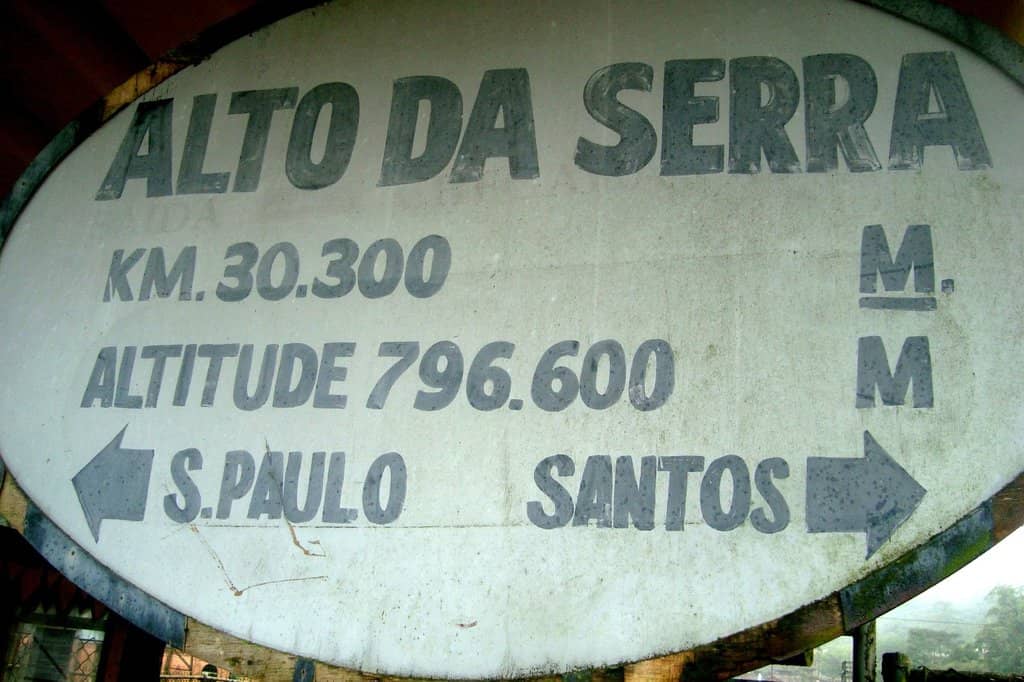 ALTO DA SERRA
KM. 30.300 M.
ALTITUDE 796.600 M
S.PAULO SANTOS